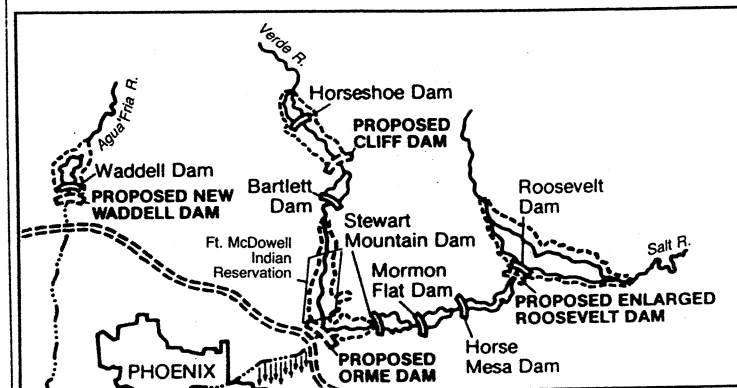 Verde R.
Agua Fria R.
Horseshoe Dam
PROPOSED
CLIFF DAM
Waddell Dam
PROPOSED NEW
WADDELL DAM
Bartlett
Dam
Roosevelt
Dam
Stewart
Mountain Dam
Ft. McDowell
Indian
Reservation
Salt R.
Mormon
Flat Dam
PROPOSED ENLARGED
ROOSEVELT DAM
Horse
Mesa Dam
PROPOSED
ORME DAM
PHOENIX